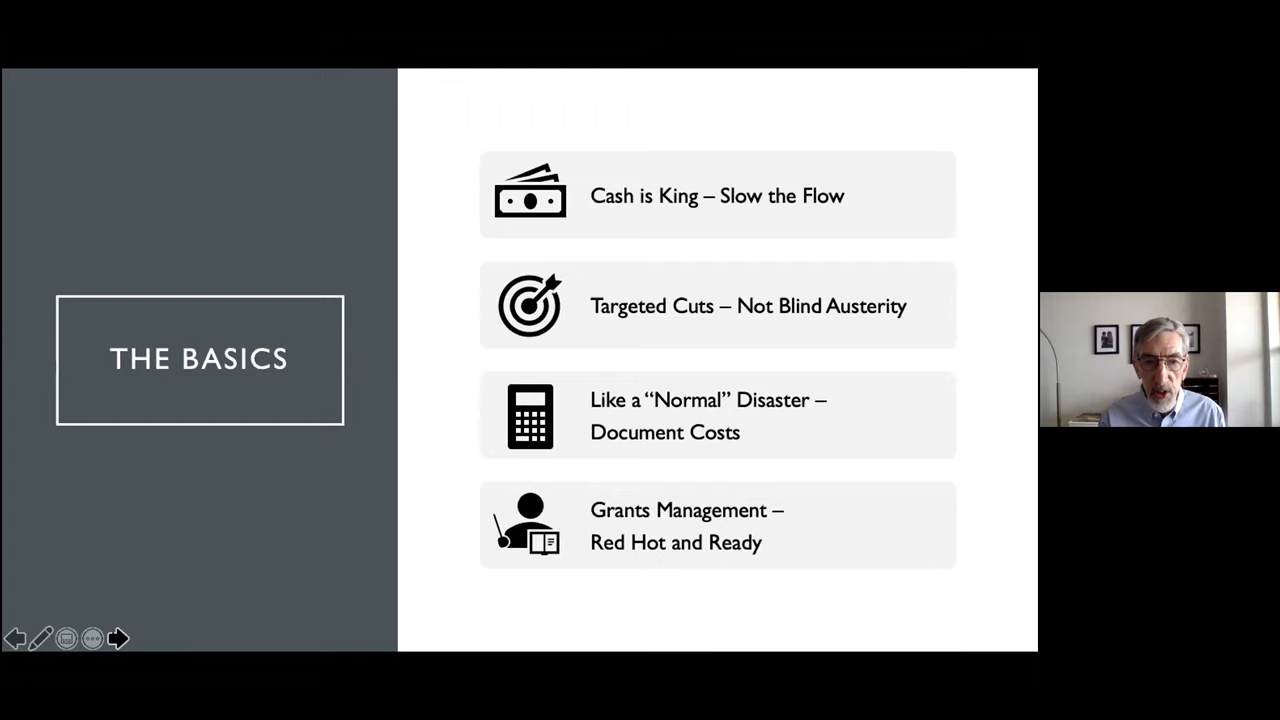 THE BASICS
Cash is King – Slow the Flow
Targeted Cuts – Not Blind Austerity
Like a “Normal” Disaster –
Document Costs
Grants Management –
Red Hot and Ready